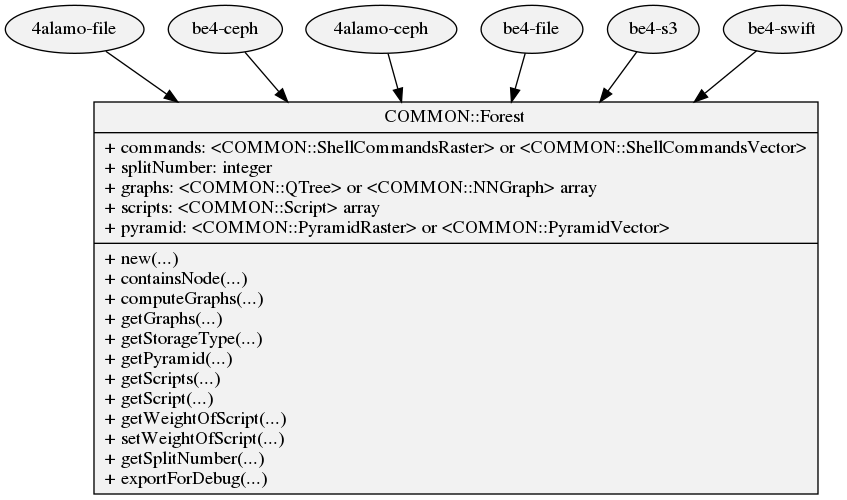 4alamo-file
be4-ceph
4alamo-ceph
be4-file
be4-s3
be4-swift
COMMON::Forest
+ commands: <COMMON::ShellCommandsRaster> or <COMMON::ShellCommandsVector>
+ splitNumber: integer
+ graphs: <COMMON::QTree> or <COMMON::NNGraph> array
+ scripts: <COMMON::Script> array
+ pyramid: <COMMON::PyramidRaster> or <COMMON::PyramidVector>
+ new(...)
+ containsNode(...)
+ computeGraphs(...)
+ getGraphs(...)
+ getStorageType(...)
+ getPyramid(...)
+ getScripts(...)
+ getScript(...)
+ getWeightOfScript(...)
+ setWeightOfScript(...)
+ getSplitNumber(...)
+ exportForDebug(...)